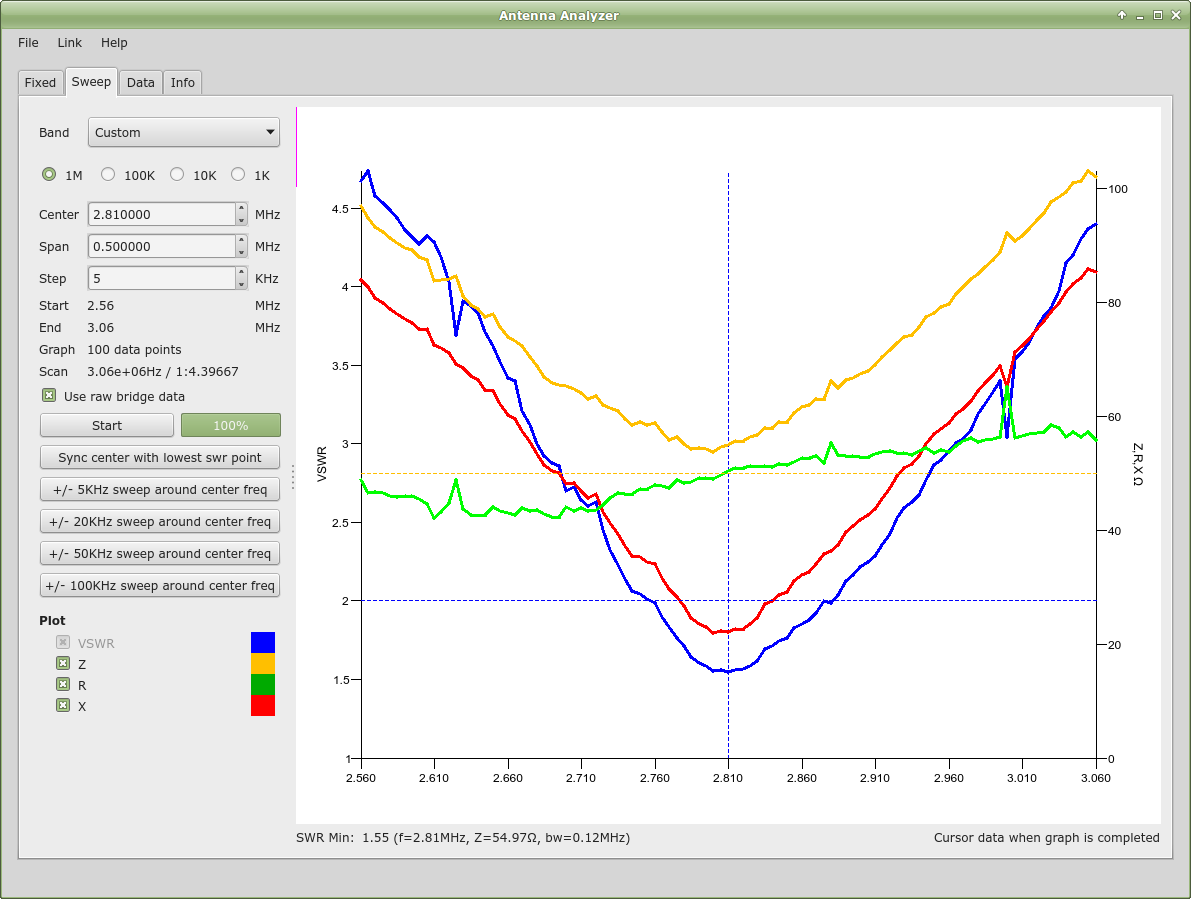 Antenna Analyzer
File Link Help
Fixed Sweep Data Info
Band Custom
1M 100K 10K 1K
Center 2.810000 MHz
Span 0.500000 MHz
Step 5 KHz
Start 2.56 MHz
End 3.06 MHz
Graph 100 data points
Scan 3.06e+06Hz / 1:4.39667
Use raw bridge data
Start 100%
Sync center with lowest swr point
+/- 5KHz sweep around center freq
+/- 20KHz sweep around center freq
+/- 50KHz sweep around center freq
+/- 100KHz sweep around center freq
Plot
VSWR
Z
R
X
VSWR
4.5
4
3.5
3
2.5
2
1.5
1
2.560 2.610 2.660 2.710 2.760 2.810 2.860 2.910 2.960 3.010 3.060
100
80
60
40
20
0
Z,R,X Ω
SWR Min: 1.55 (f=2.81MHz, Z=54.97Ω, bw=0.12MHz)
Cursor data when graph is completed